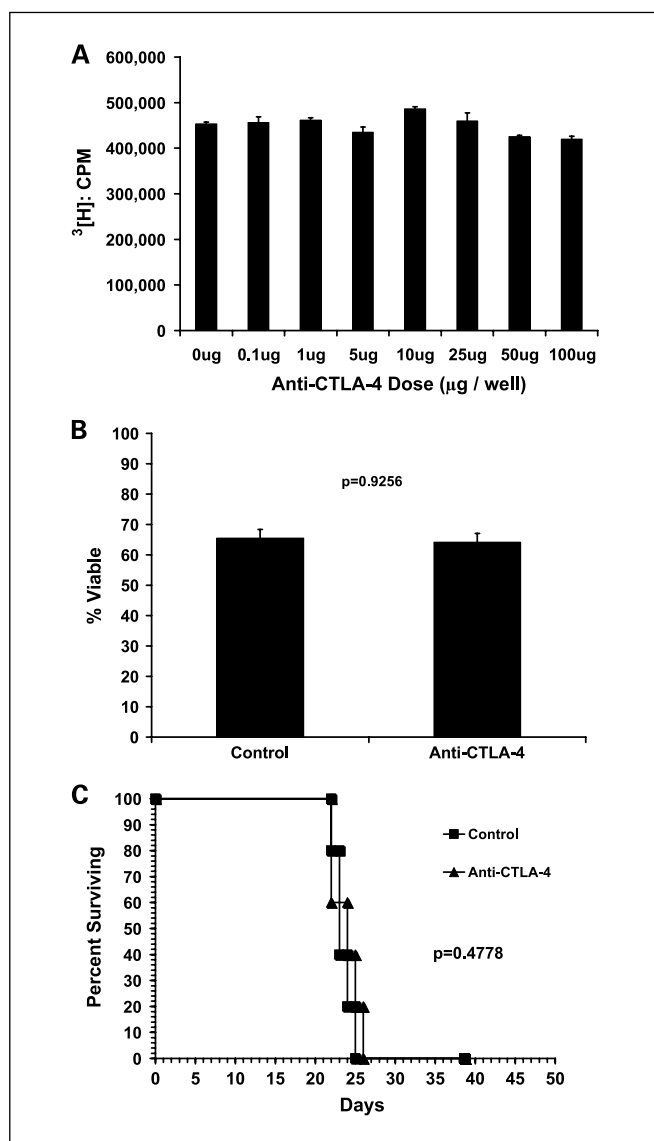 A
600,000
500,000
400,000
300,000
200,000
100,000
0
³[H]: CPM
0ug 0.1ug 1ug 5ug 10ug 25ug 50ug 100ug
Anti-CTLA-4 Dose (µg / well)
B
100
90
80
70
60
50
40
30
20
10
0
% Viable
p=0.9256
Control Anti-CTLA-4
C
100
90
80
70
60
50
40
30
20
10
0
Percent Surviving
Control
Anti-CTLA-4
p=0.4778
0 5 10 15 20 25 30 35 40 45 50
Days